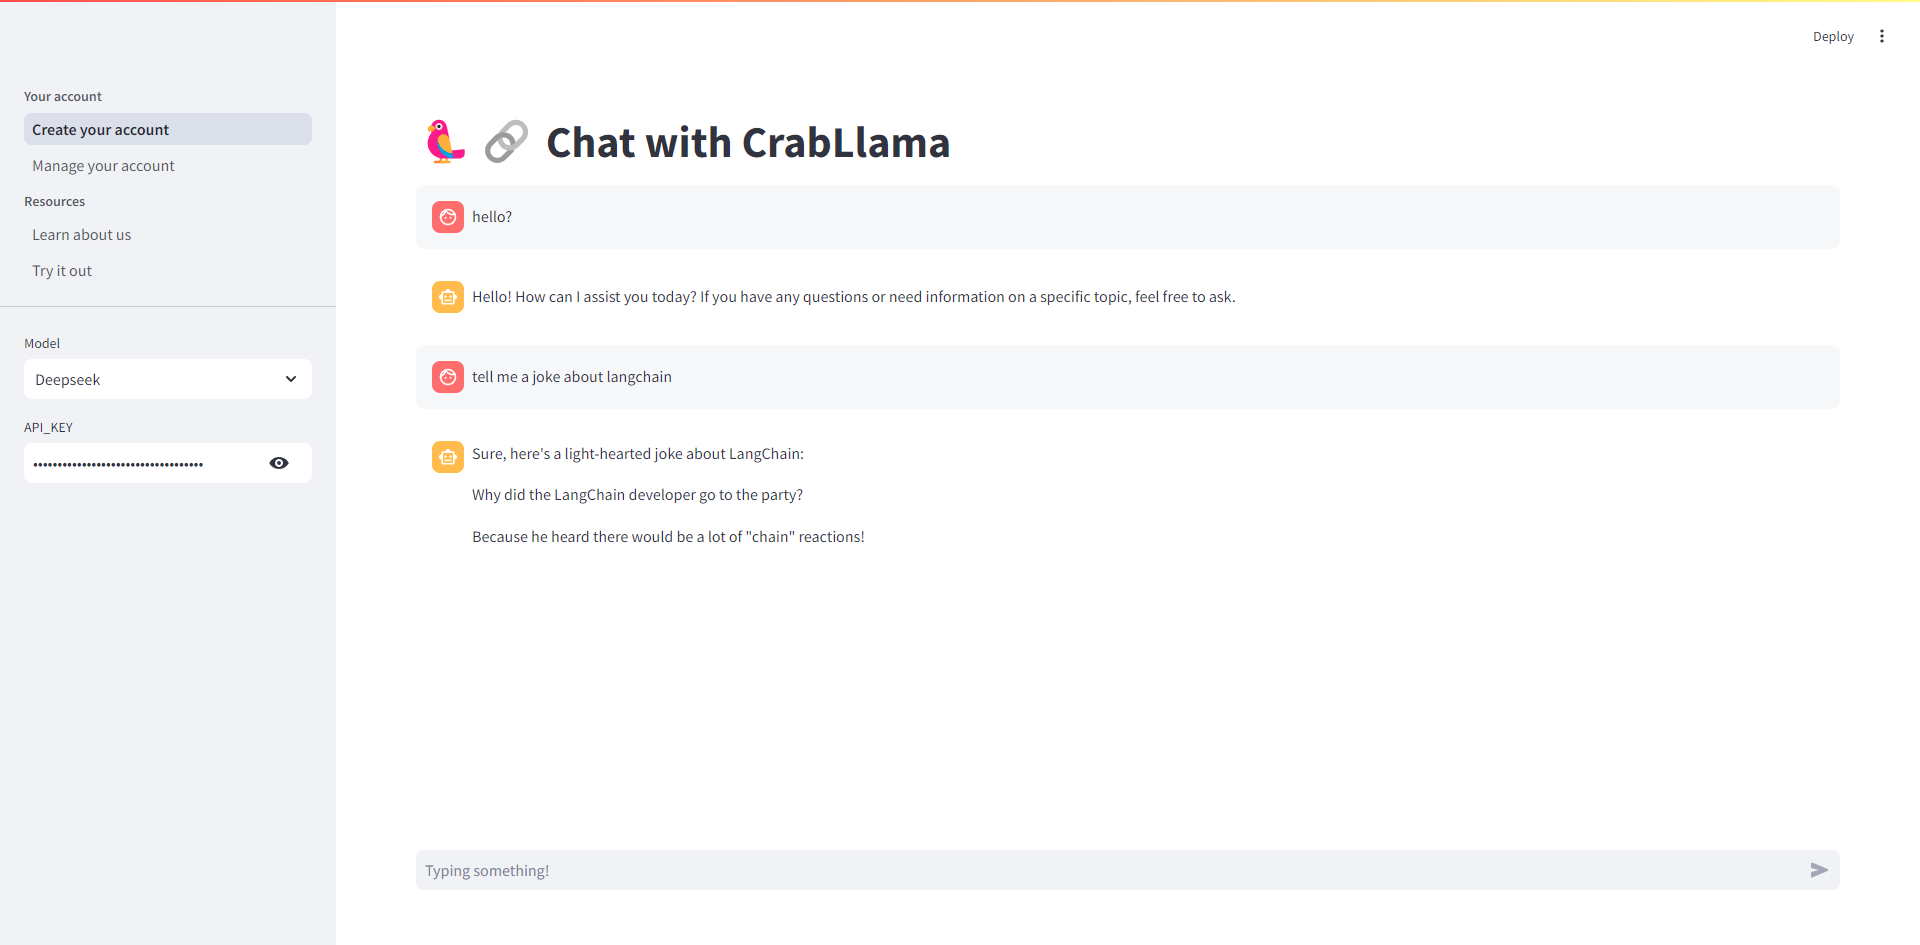 Deploy
Your account
Create your account
Manage your account
Resources
Learn about us
Try it out
Model
Deepseek
API_KEY
•••••••••••••••••••••••••••••••••••
Chat with CrabLlama
hello?
Hello! How can I assist you today? If you have any questions or need information on a specific topic, feel free to ask.
tell me a joke about langchain
Sure, here's a light-hearted joke about LangChain:
Why did the LangChain developer go to the party?
Because he heard there would be a lot of "chain" reactions!
Typing something!